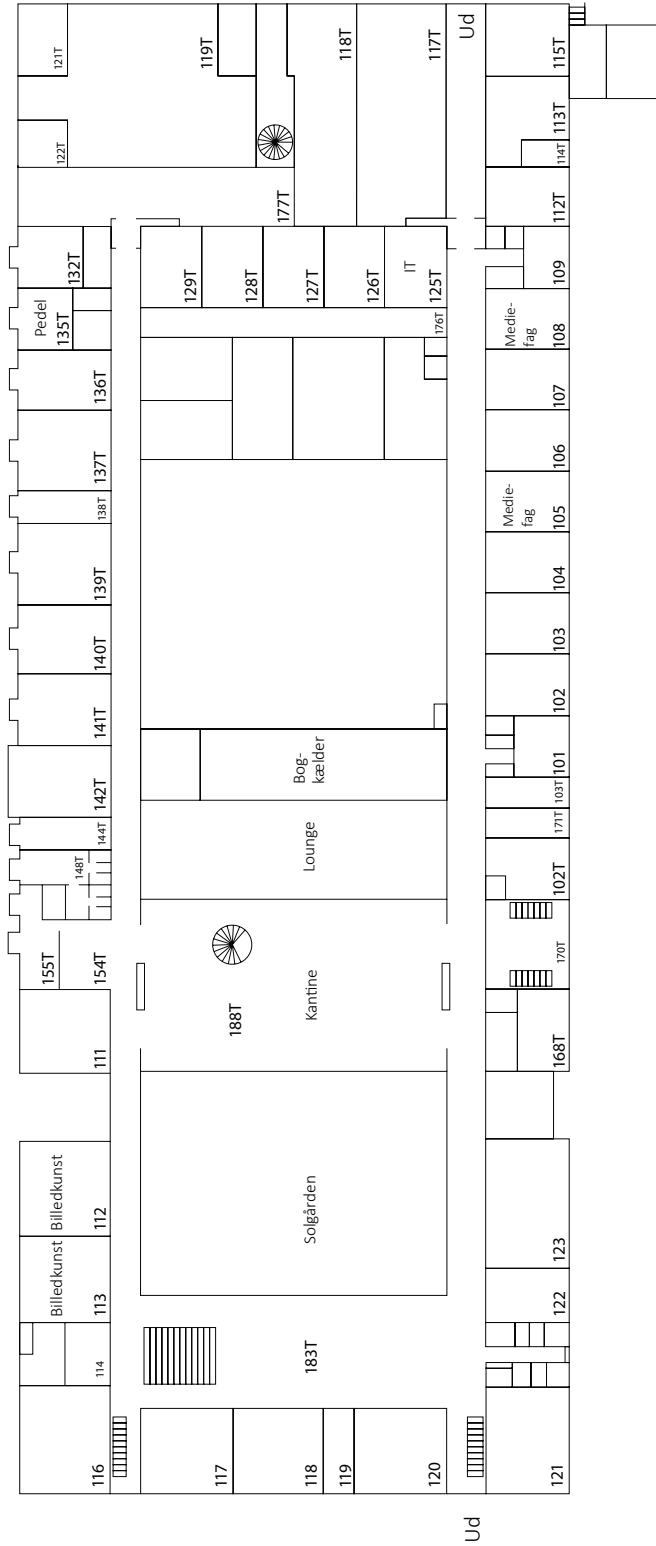 116
114
Billedkunst
113
Billedkunst
112
111
155T
154T
148T
144T
142T
141T
140T
139T
138T
137T
136T
Pedel
135T
132T
122T
121T
117
118
119
120
183T
Solgården
188T
Kantine
Lounge
Bog-
kælder
176T
129T
128T
127T
126T
IT
125T
177T
119T
118T
117T
Ud
Ud
121
122
123
168T
170T
102T
171T
103T
101
102
103
104
Medie-
fag
105
106
107
Medie-
fag
108
109
112T
114T
113T
115T